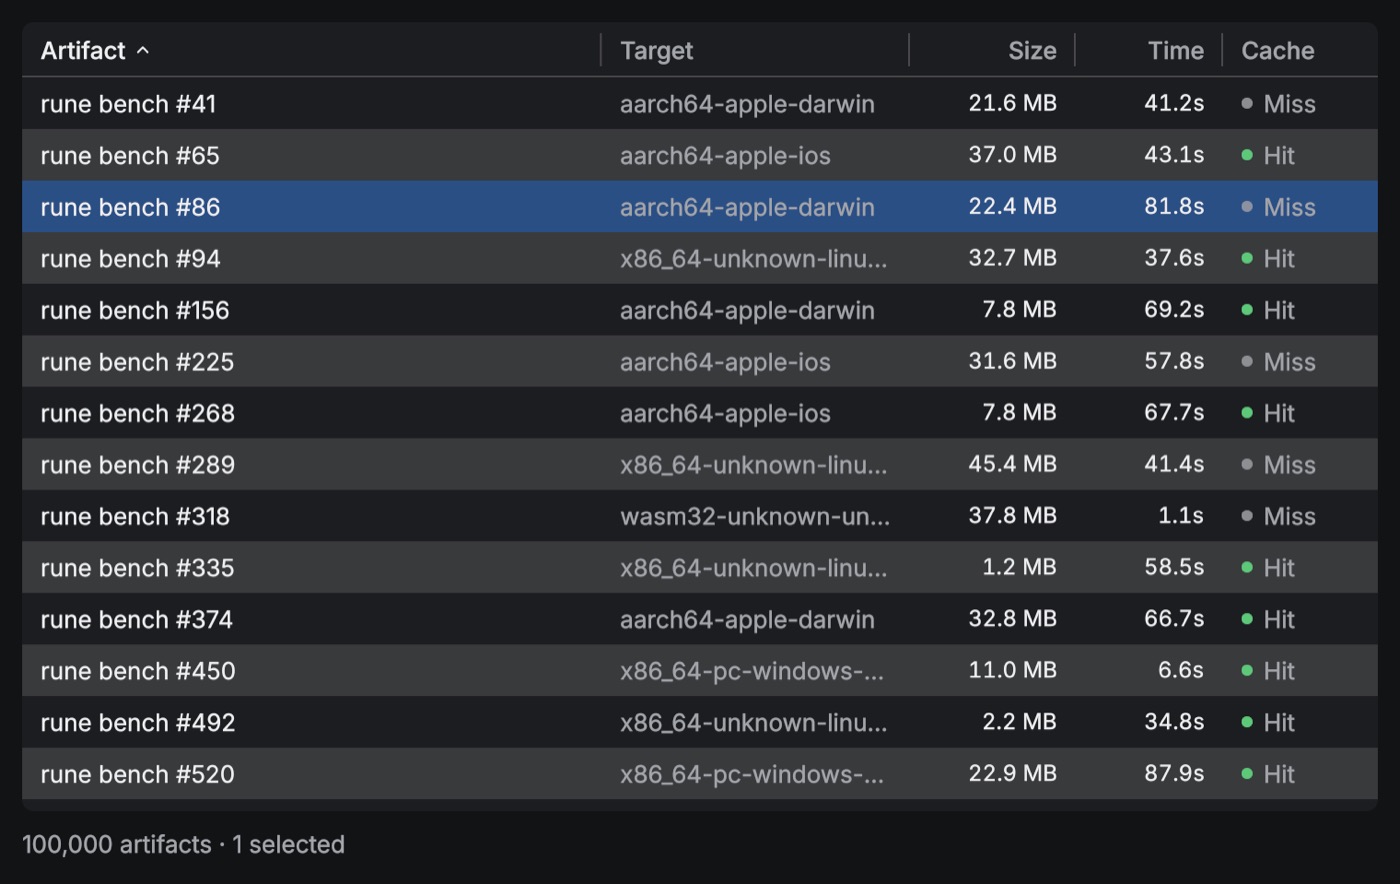 Artifact Target Size Time Cache
rune bench #41 aarch64-apple-darwin 21.6 MB 41.2s Miss
rune bench #65 aarch64-apple-ios 37.0 MB 43.1s Hit
rune bench #86 aarch64-apple-darwin 22.4 MB 81.8s Miss
rune bench #94 x86_64-unknown-linu... 32.7 MB 37.6s Hit
rune bench #156 aarch64-apple-darwin 7.8 MB 69.2s Hit
rune bench #225 aarch64-apple-ios 31.6 MB 57.8s Miss
rune bench #268 aarch64-apple-ios 7.8 MB 67.7s Hit
rune bench #289 x86_64-unknown-linu... 45.4 MB 41.4s Miss
rune bench #318 wasm32-unknown-un... 37.8 MB 1.1s Miss
rune bench #335 x86_64-unknown-linu... 1.2 MB 58.5s Hit
rune bench #374 aarch64-apple-darwin 32.8 MB 66.7s Hit
rune bench #450 x86_64-pc-windows-... 11.0 MB 6.6s Hit
rune bench #492 x86_64-unknown-linu... 2.2 MB 34.8s Hit
rune bench #520 x86_64-pc-windows-... 22.9 MB 87.9s Hit
100,000 artifacts · 1 selected